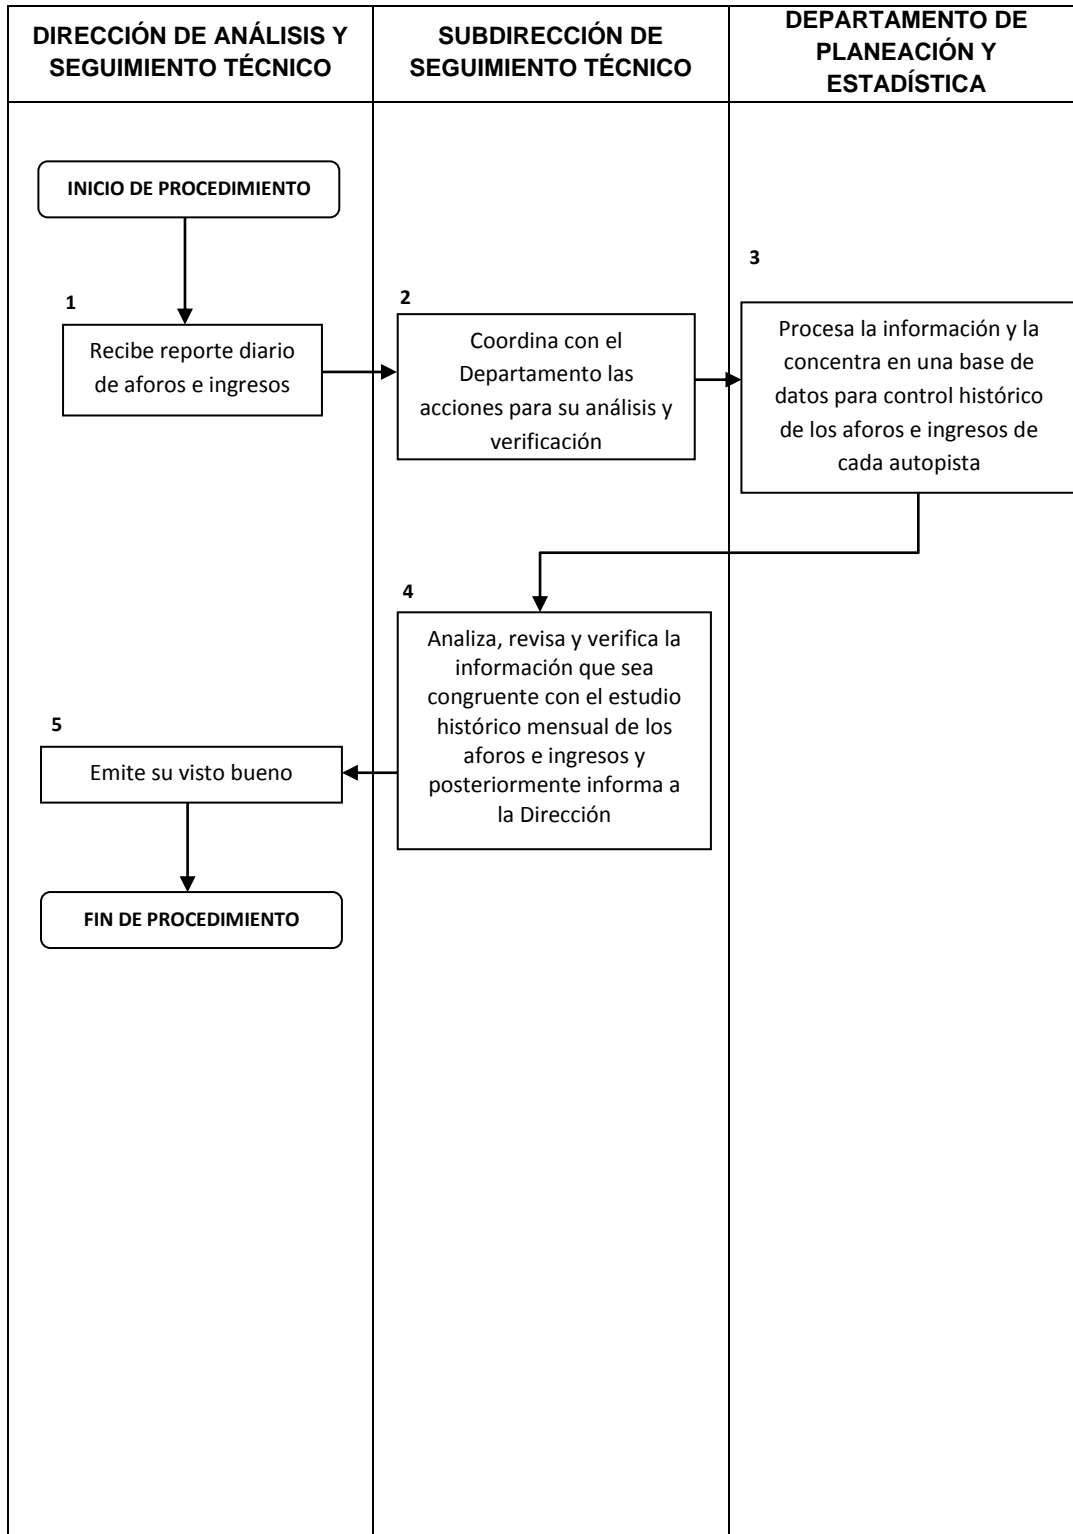 DIRECCIÓN DE ANÁLISIS Y
SEGUIMIENTO TÉCNICO
SUBDIRECCIÓN DE
SEGUIMIENTO TÉCNICO
DEPARTAMENTO DE
PLANEACIÓN Y
ESTADÍSTICA
INICIO DE PROCEDIMIENTO
1
Recibe reporte diario
de aforos e ingresos
2
Coordina con el
Departamento las
acciones para su análisis y
verificación
3
Procesa la información y la
concentra en una base de
datos para control histórico
de los aforos e ingresos de
cada autopista
4
Analiza, revisa y verifica la
información que sea
congruente con el estudio
histórico mensual de los
aforos e ingresos y
posteriormente informa a
la Dirección
5
Emite su visto bueno
FIN DE PROCEDIMIENTO